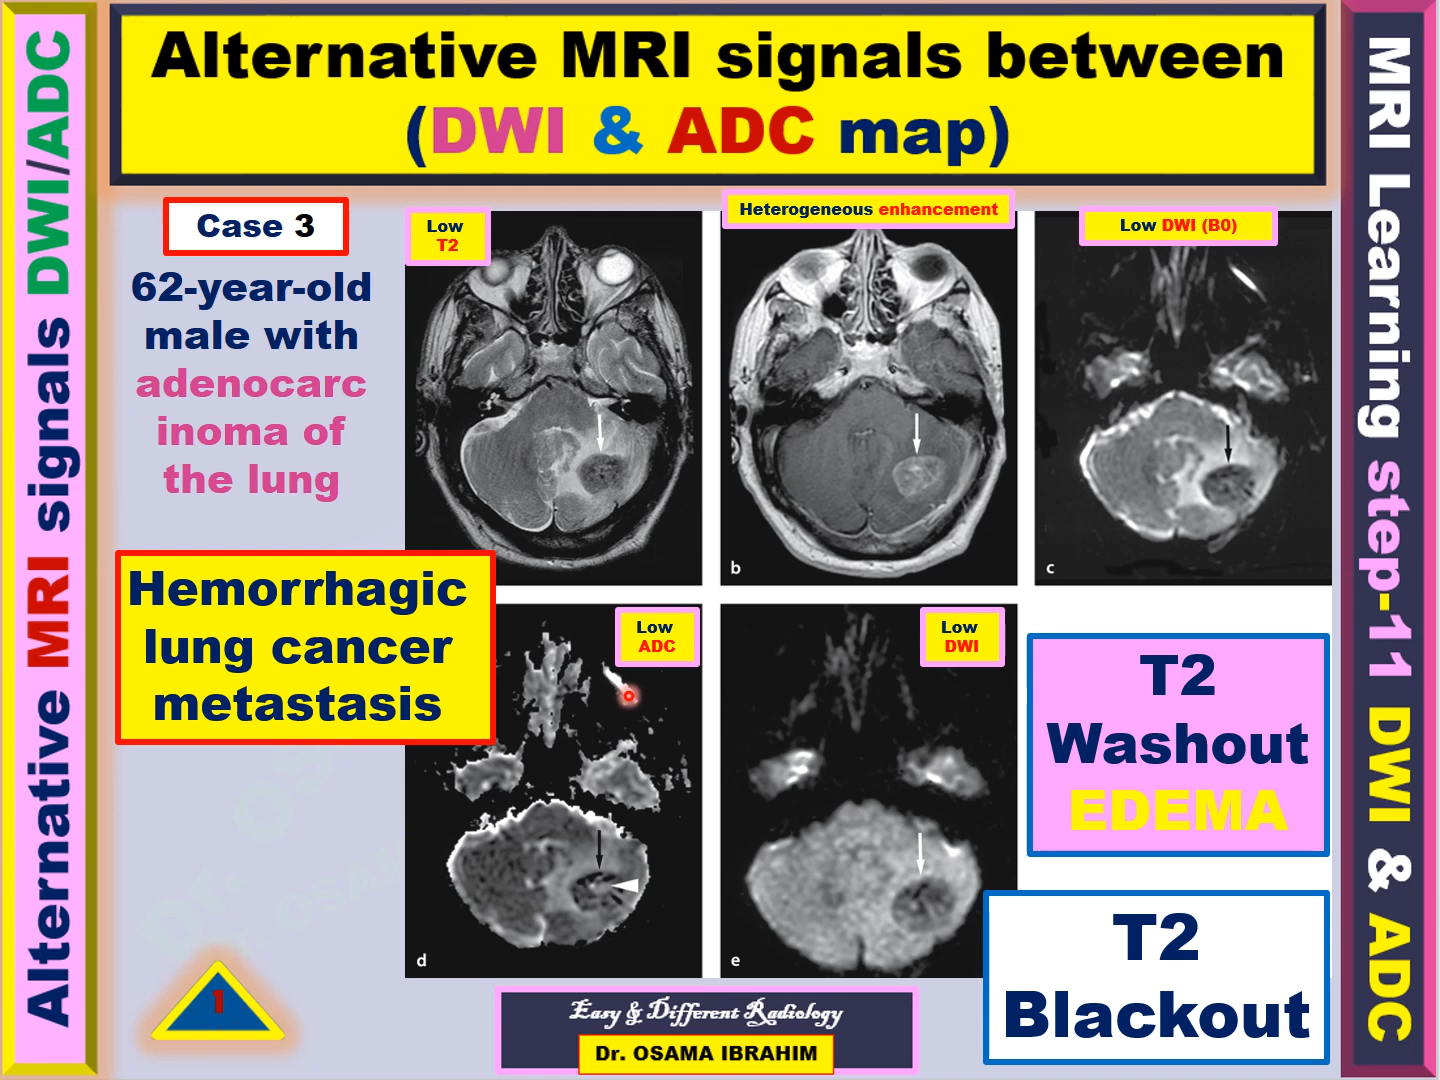 Alternative MRI signals between
(DWI & ADC map)
Alternative MRI signals DWI/ADC
MRI Learning step-11 DWI & ADC
Case 3
62-year-old
male with
adenocarc
inoma of
the lung
Hemorrhagic
lung cancer
metastasis
Low
T2
Heterogeneous enhancement
b
Low DWI (B0)
c
Low
ADC
d
Low
DWI
e
T2
Washout
EDEMA
T2
Blackout
1
Easy & Different Radiology
Dr. OSAMA IBRAHIM